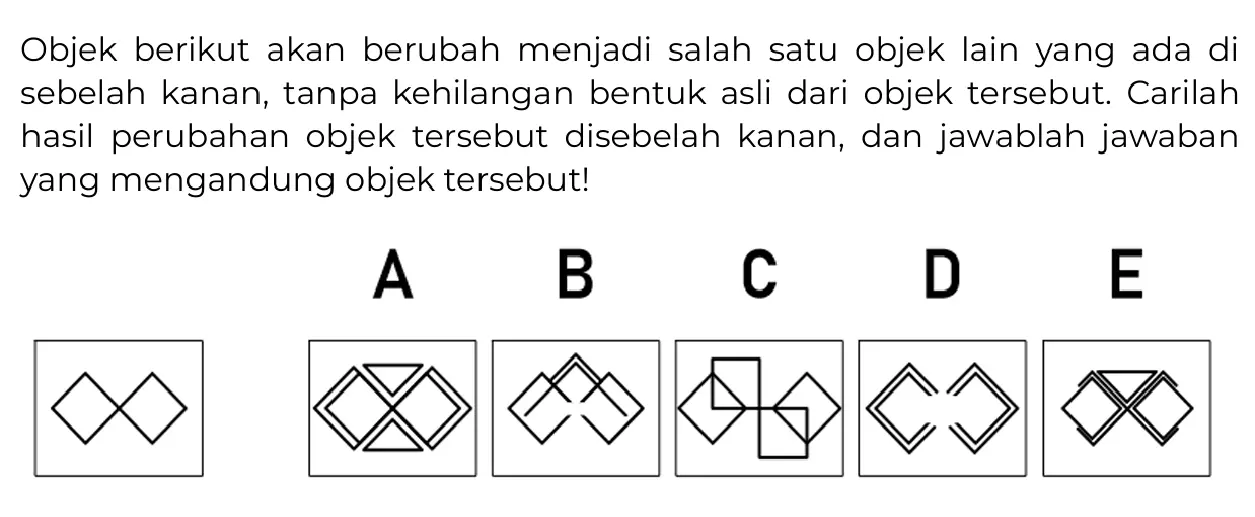 Objek berikut akan berubah menjadi salah satu objek lain yang ada di
sebelah kanan, tanpa kehilangan bentuk asli dari objek tersebut. Carilah
hasil perubahan objek tersebut disebelah kanan, dan jawablah jawaban
yang mengandung objek tersebut!
A B C D E